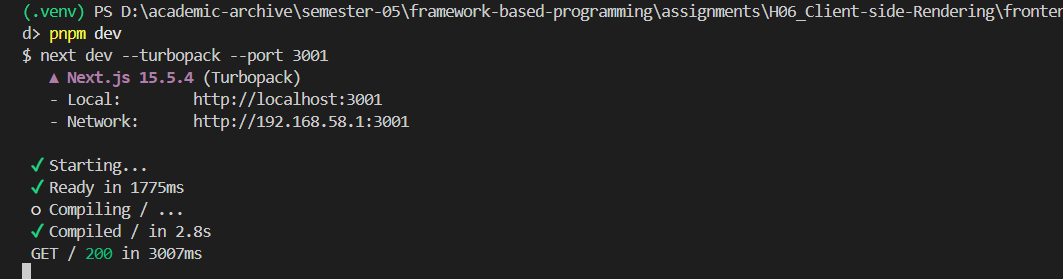 (.venv) PS D:\academic-archive\semester-05\framework-based-programming\assignments\H06_Client-side-Rendering\fronten
d> pnpm dev
$ next dev --turbopack --port 3001
▲ Next.js 15.5.4 (Turbopack)
- Local: http://localhost:3001
- Network: http://192.168.58.1:3001
✓ Starting...
✓ Ready in 1775ms
○ Compiling / ...
✓ Compiled / in 2.8s
GET / 200 in 3007ms